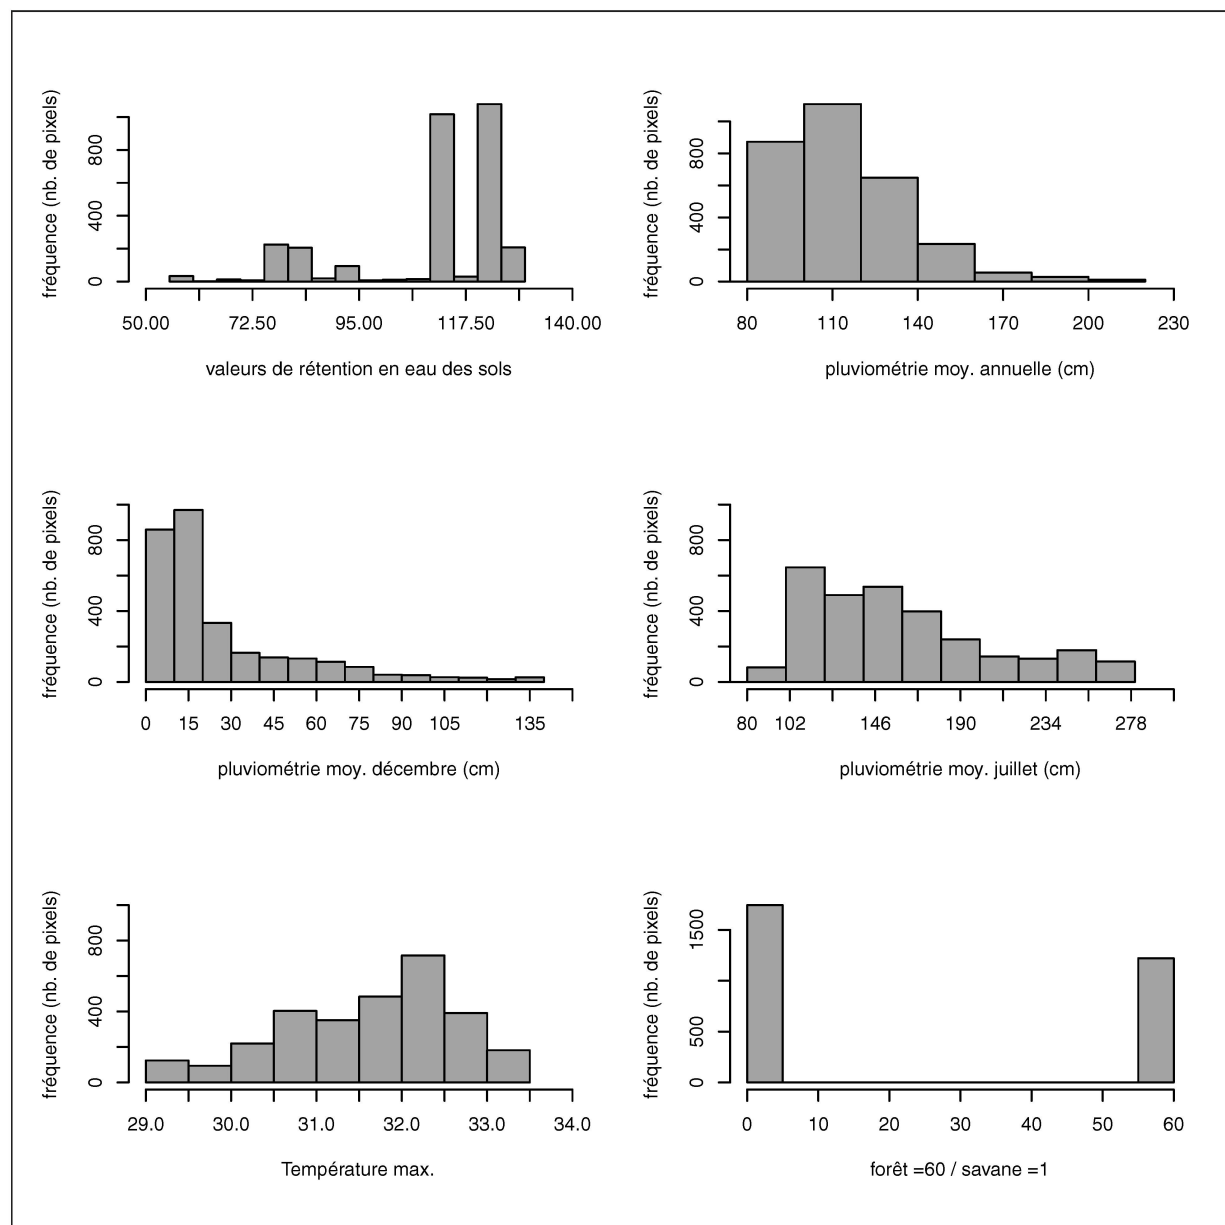 fréquence (nb. de pixels)
800
400
0
50.00 72.50 95.00 117.50 140.00
valeurs de rétention en eau des sols
fréquence (nb. de pixels)
800
400
0
80 110 140 170 200 230
pluviométrie moy. annuelle (cm)
fréquence (nb. de pixels)
800
400
0
0 15 30 45 60 75 90 105 135
pluviométrie moy. décembre (cm)
fréquence (nb. de pixels)
800
400
0
80 102 146 190 234 278
pluviométrie moy. juillet (cm)
fréquence (nb. de pixels)
800
400
0
29.0 30.0 31.0 32.0 33.0 34.0
Température max.
fréquence (nb. de pixels)
1500
500
0
0 10 20 30 40 50 60
forêt =60 / savane =1